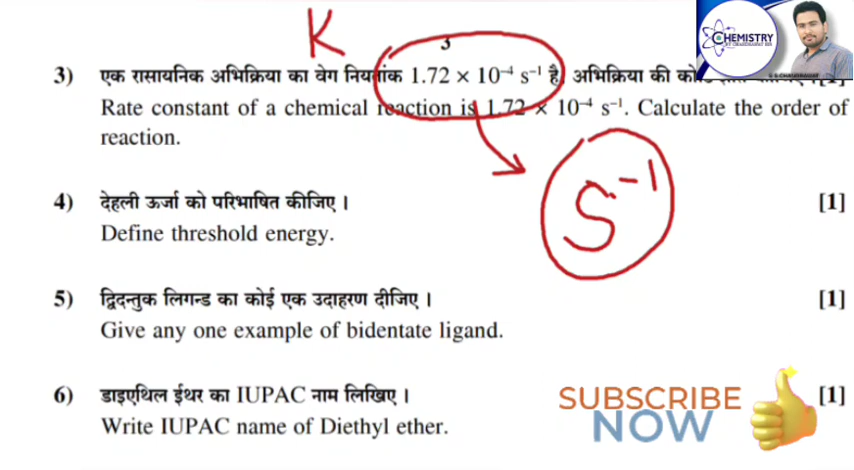 CHEMISTRY
K
3
3) एक रासायनिक अभिक्रिया का वेग नियतांक 1.72 × 10⁻⁴ s⁻¹ है। अभिक्रिया की [1]
Rate constant of a chemical reaction is 1.72 × 10⁻⁴ s⁻¹. Calculate the order of
reaction.
S⁻¹
4) देहली ऊर्जा को परिभाषित कीजिए। [1]
Define threshold energy.
5) द्विदन्तुक लिगन्ड का कोई एक उदाहरण दीजिए। [1]
Give any one example of bidentate ligand.
6) डाइएथिल ईथर का IUPAC नाम लिखिए। [1]
Write IUPAC name of Diethyl ether.
SUBSCRIBE
NOW